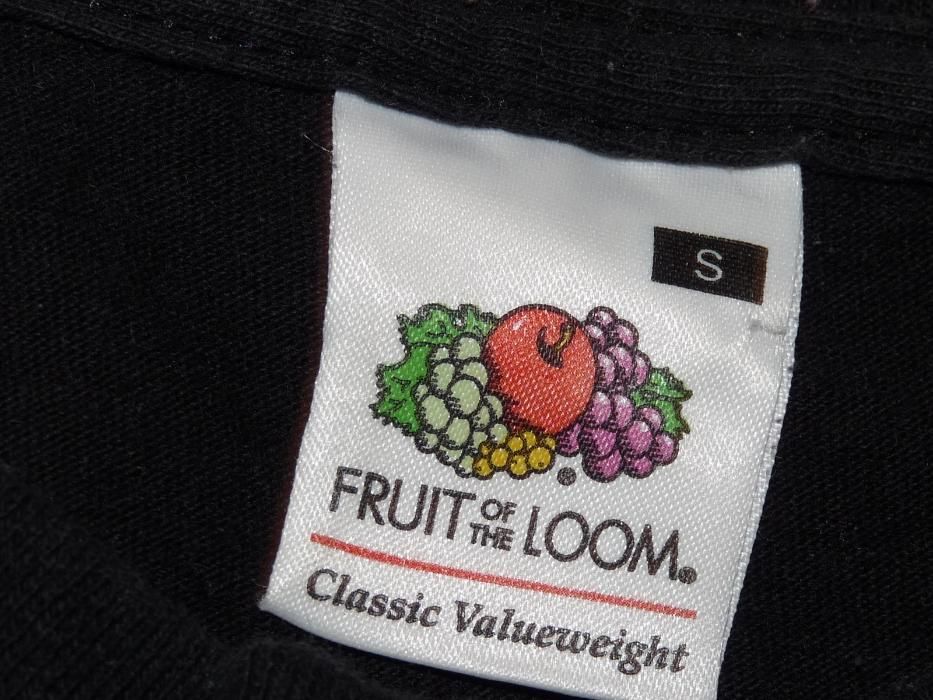 S
®
FRUIT OF THE LOOM®
Classic Valueweight